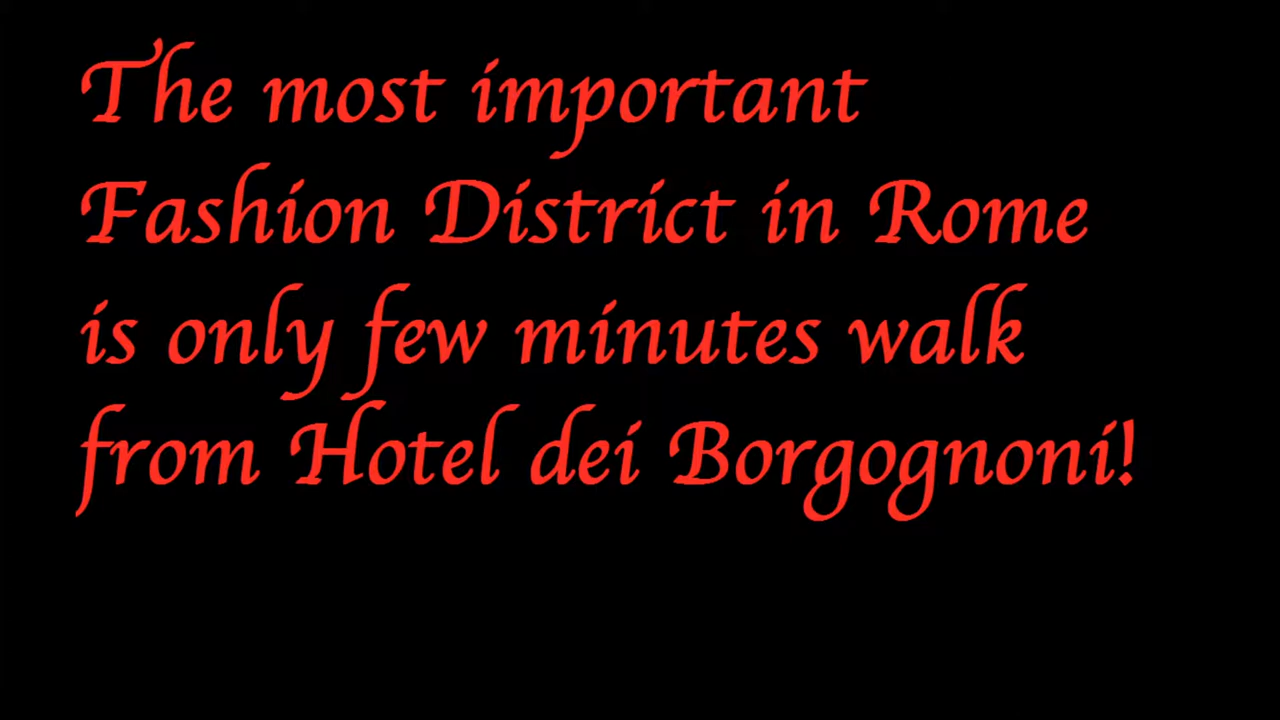 The most important
Fashion District in Rome
is only few minutes walk
from Hotel dei Borgognoni!